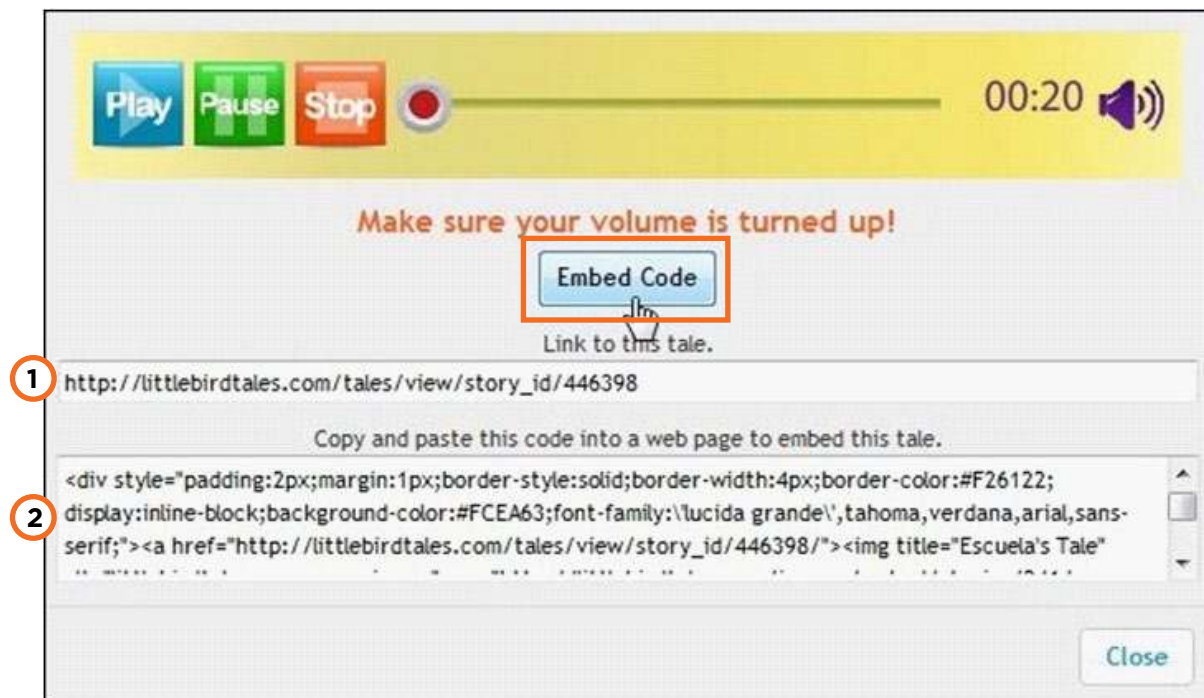 Play Pause Stop 00:20
Make sure your volume is turned up!
Embed Code
Link to this tale.
1
http://littlebirdtales.com/tales/view/story_id/446398
Copy and paste this code into a web page to embed this tale.
2
<div style="padding:2px;margin:1px;border-style:solid;border-width:4px;border-color:#F26122;
display:inline-block;background-color:#FCEA63;font-family:\'lucida grande\',tahoma,verdana,arial,sans-
serif;"><a href="http://littlebirdtales.com/tales/view/story_id/446398/"><img title="Escuela's Tale"
Close